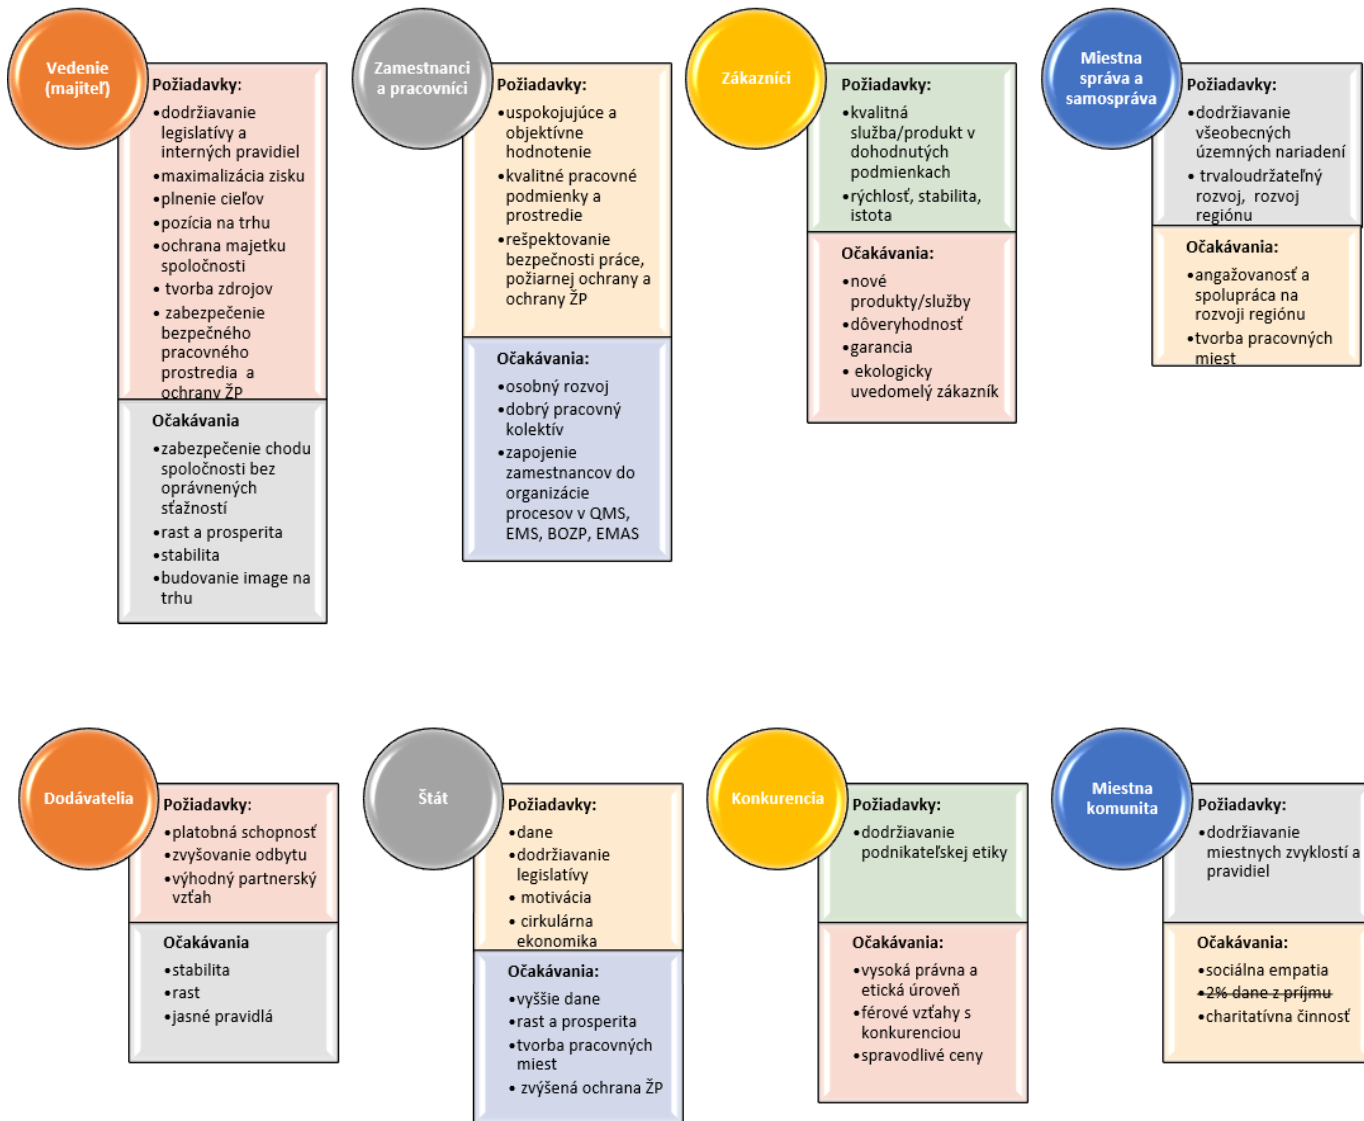 Vedenie
(majiteľ)
Požiadavky:
•dodržiavanie
legislatívy a
interných pravidiel
•maximalizácia zisku
•plnenie cieľov
•pozícia na trhu
•ochrana majetku
spoločnosti
• tvorba zdrojov
• zabezpečenie
bezpečného
pracovného
prostredia  a
ochrany ŽP
Očakávania
•zabezpečenie chodu
spoločnosti bez
oprávnených
sťažností
•rast a prosperita
•stabilita
•budovanie image na
trhu
Zamestnanci
a pracovníci
Požiadavky:
•uspokojujúce a
objektívne
hodnotenie
•kvalitné pracovné
podmienky a
prostredie
•rešpektovanie
bezpečnosti práce,
požiarnej ochrany a
ochrany ŽP
Očakávania:
•osobný rozvoj
•dobrý pracovný
kolektív
•zapojenie
zamestnancov do
organizácie
procesov v QMS,
EMS, BOZP, EMAS
Zákazníci
Požiadavky:
•kvalitná
služba/produkt v
dohodnutých
podmienkach
•rýchlosť, stabilita,
istota
Očakávania:
•nové
produkty/služby
•dôveryhodnosť
•garancia
• ekologicky
uvedomelý zákazník
Miestna
správa a
samospráva
Požiadavky:
•dodržiavanie
všeobecných
územných nariadení
• trvaloudržateľný
rozvoj,  rozvoj
regiónu
Očakávania:
•angažovanosť a
spolupráca na
rozvoji regiónu
•tvorba pracovných
miest
Dodávatelia
Požiadavky:
•platobná schopnosť
•zvyšovanie odbytu
•výhodný partnerský
vzťah
Očakávania
•stabilita
•rast
•jasné pravidlá
Štát
Požiadavky:
•dane
•dodržiavanie
legislatívy
• motivácia
• cirkulárna
ekonomika
Očakávania:
•vyššie dane
•rast a prosperita
•tvorba pracovných
miest
• zvýšená ochrana ŽP
Konkurencia
Požiadavky:
•dodržiavanie
podnikateľskej etiky
Očakávania:
•vysoká právna a
etická úroveň
•férové vzťahy s
konkurenciou
•spravodlivé ceny
Miestna
komunita
Požiadavky:
•dodržiavanie
miestnych zvyklostí a
pravidiel
Očakávania:
•sociálna empatia
•2% dane z príjmu
•charitatívna činnosť